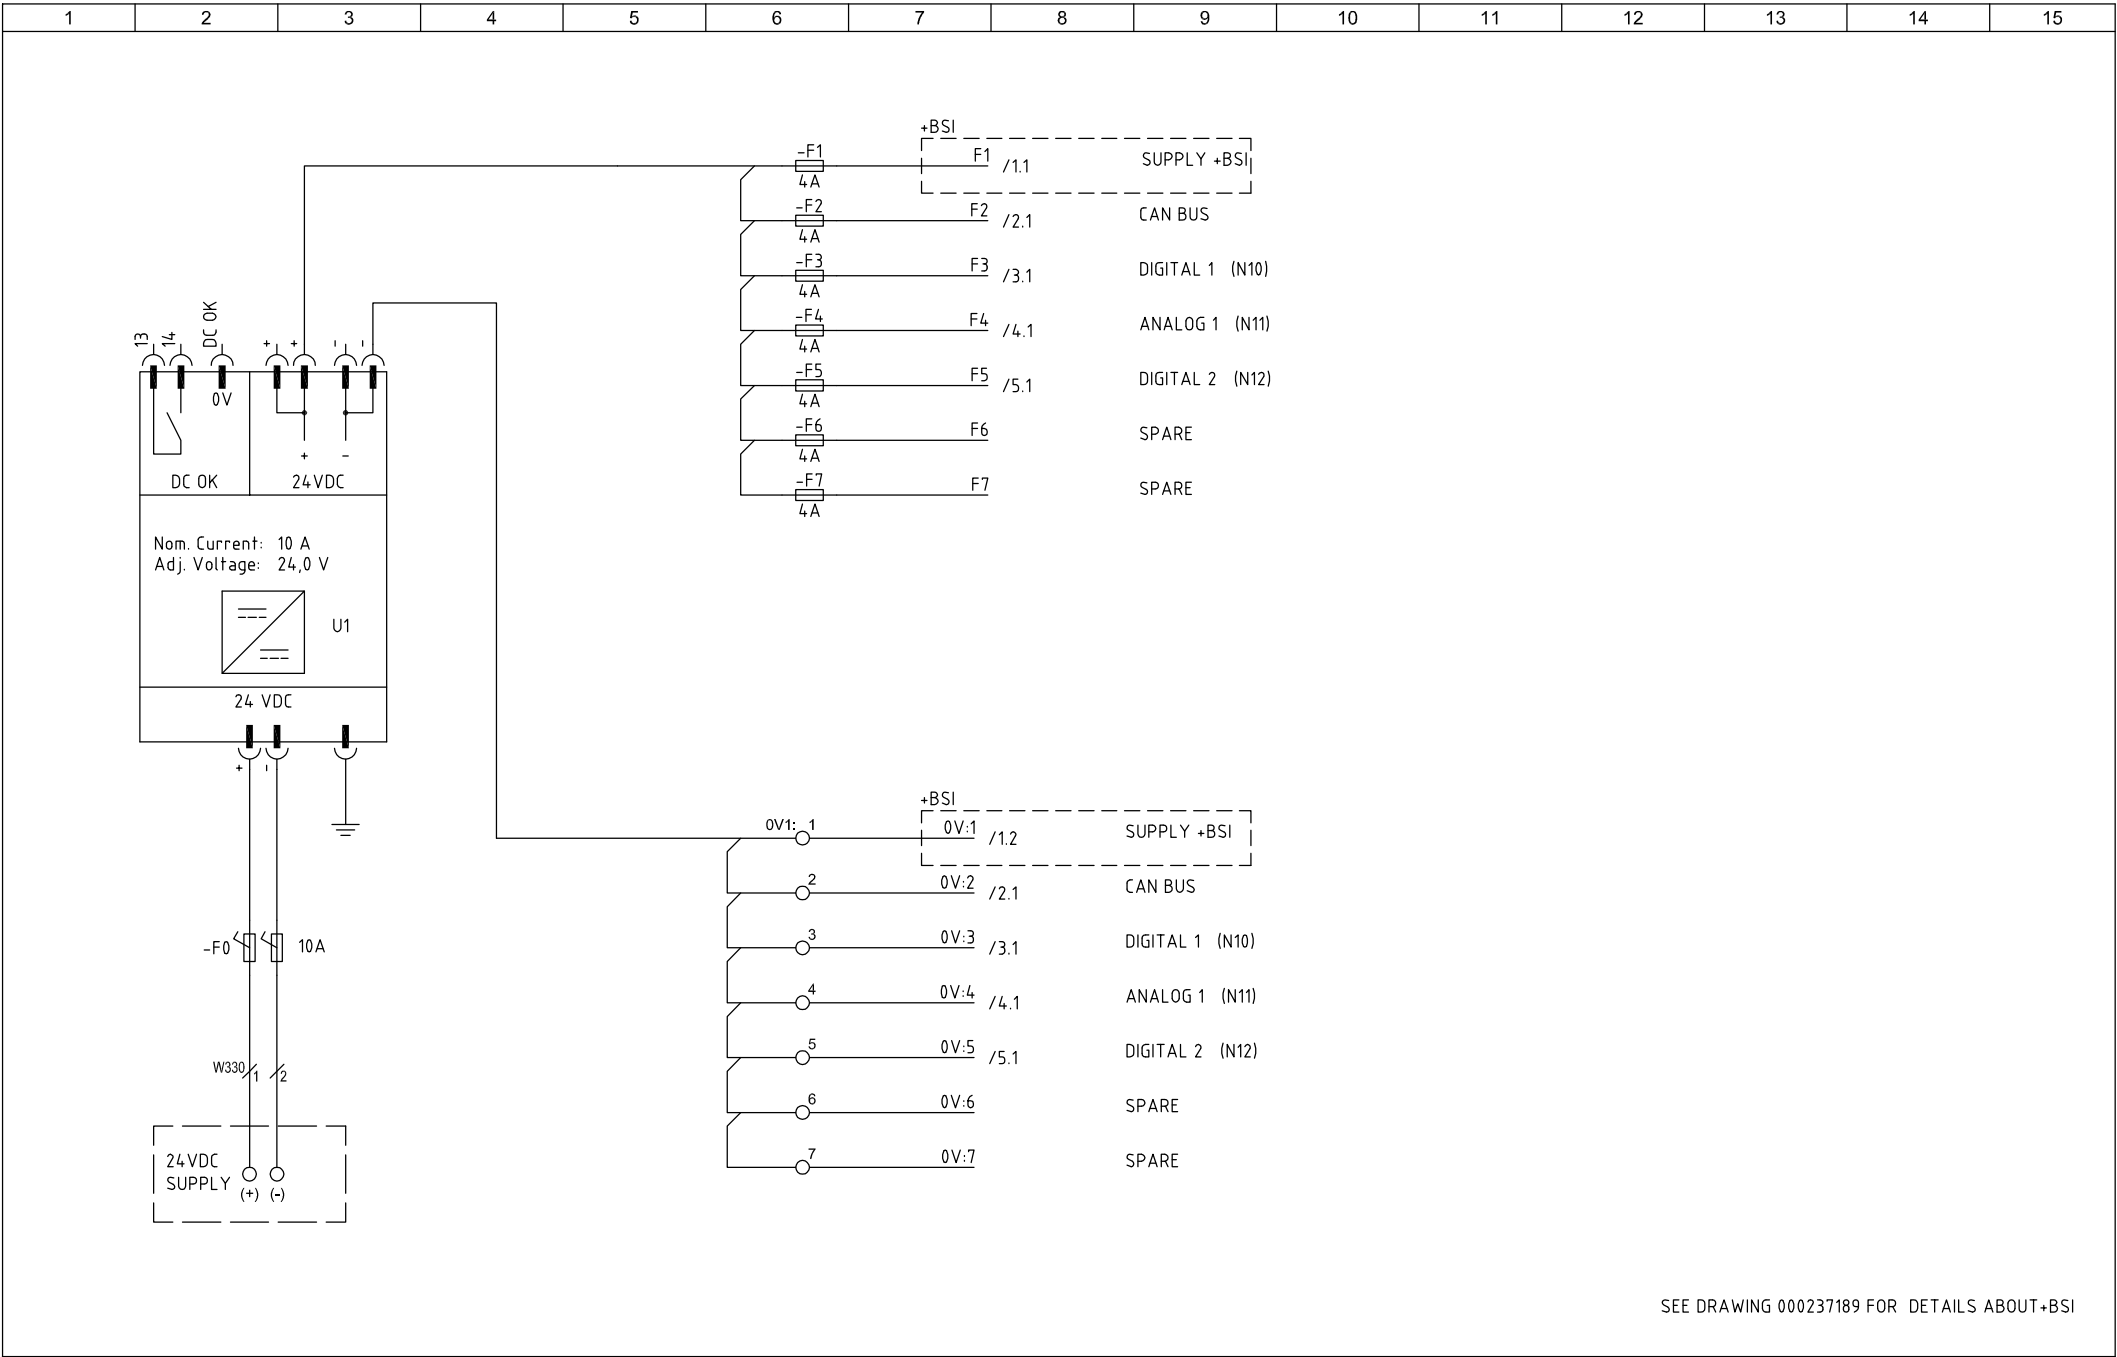 1 2 3 4 5 6 7 8 9 10 11 12 13 14 15
+BSI
-F1 F1 /1.1 SUPPLY +BSI
4A
-F2 F2 /2.1 CAN BUS
4A
-F3 F3 /3.1 DIGITAL 1 (N10)
4A
-F4 F4 /4.1 ANALOG 1 (N11)
4A
-F5 F5 /5.1 DIGITAL 2 (N12)
4A
-F6 F6 SPARE
4A
-F7 F7 SPARE
4A
13 14 DC OK + + - -
0V
+ -
DC OK 24VDC
Nom. Current: 10 A
Adj. Voltage: 24,0 V
U1
24 VDC
+ -
-F0 10A
W330 1 2
24VDC
SUPPLY
(+) (-)
+BSI
0V1: 1 0V:1 /1.2 SUPPLY +BSI
2 0V:2 /2.1 CAN BUS
3 0V:3 /3.1 DIGITAL 1 (N10)
4 0V:4 /4.1 ANALOG 1 (N11)
5 0V:5 /5.1 DIGITAL 2 (N12)
6 0V:6 SPARE
7 0V:7 SPARE
SEE DRAWING 000237189 FOR DETAILS ABOUT+BSI